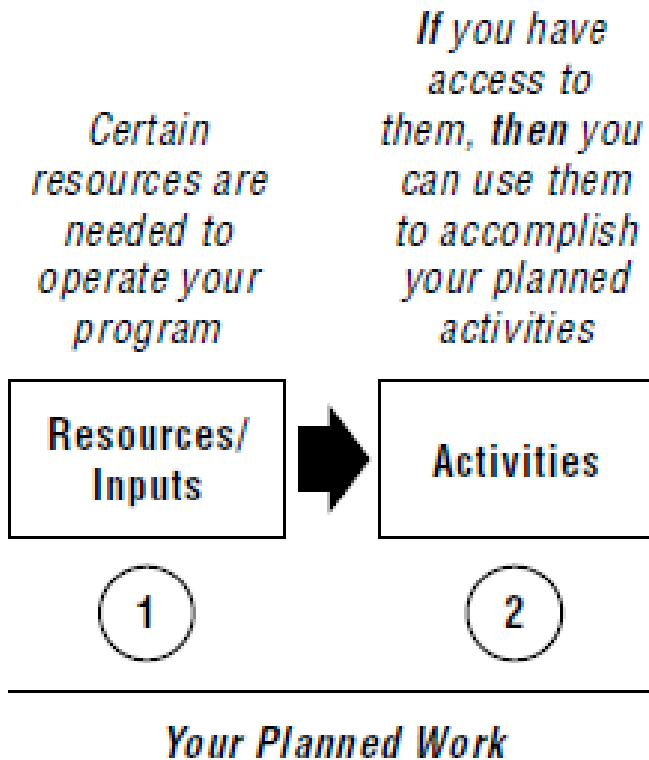 Certain
resources are
needed to
operate your
program
If you have
access to
them, then you
can use them
to accomplish
your planned
activities
Resources/
Inputs
Activities
1
2
Your Planned Work